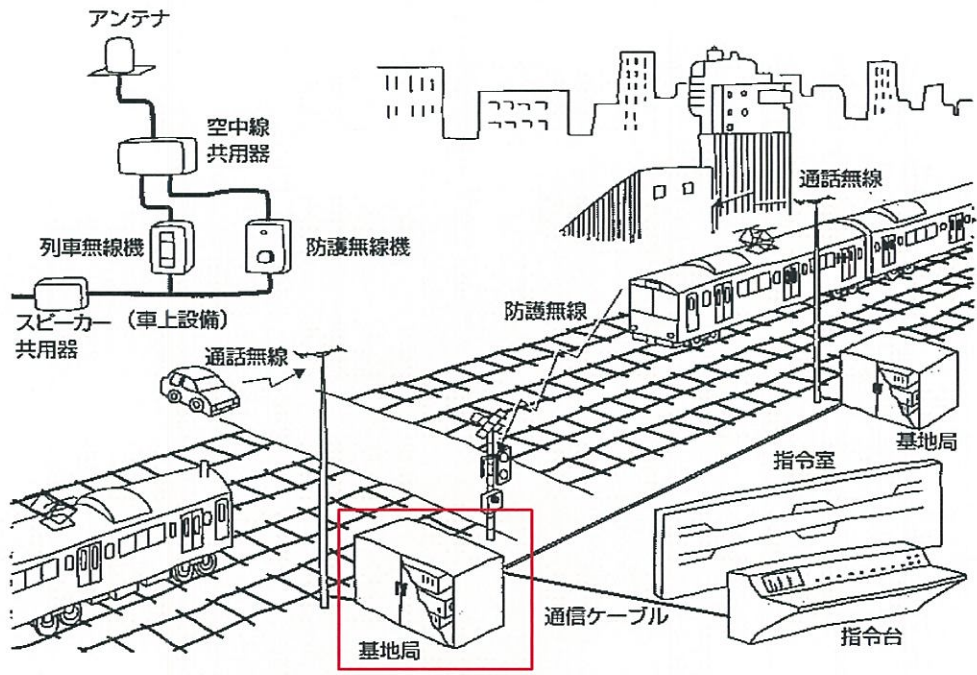 アンテナ
空中線
共用器
列車無線機
防護無線機
スピーカー
共用器
(車上設備)
通話無線
防護無線
通話無線
基地局
指令室
基地局
通信ケーブル
指令台